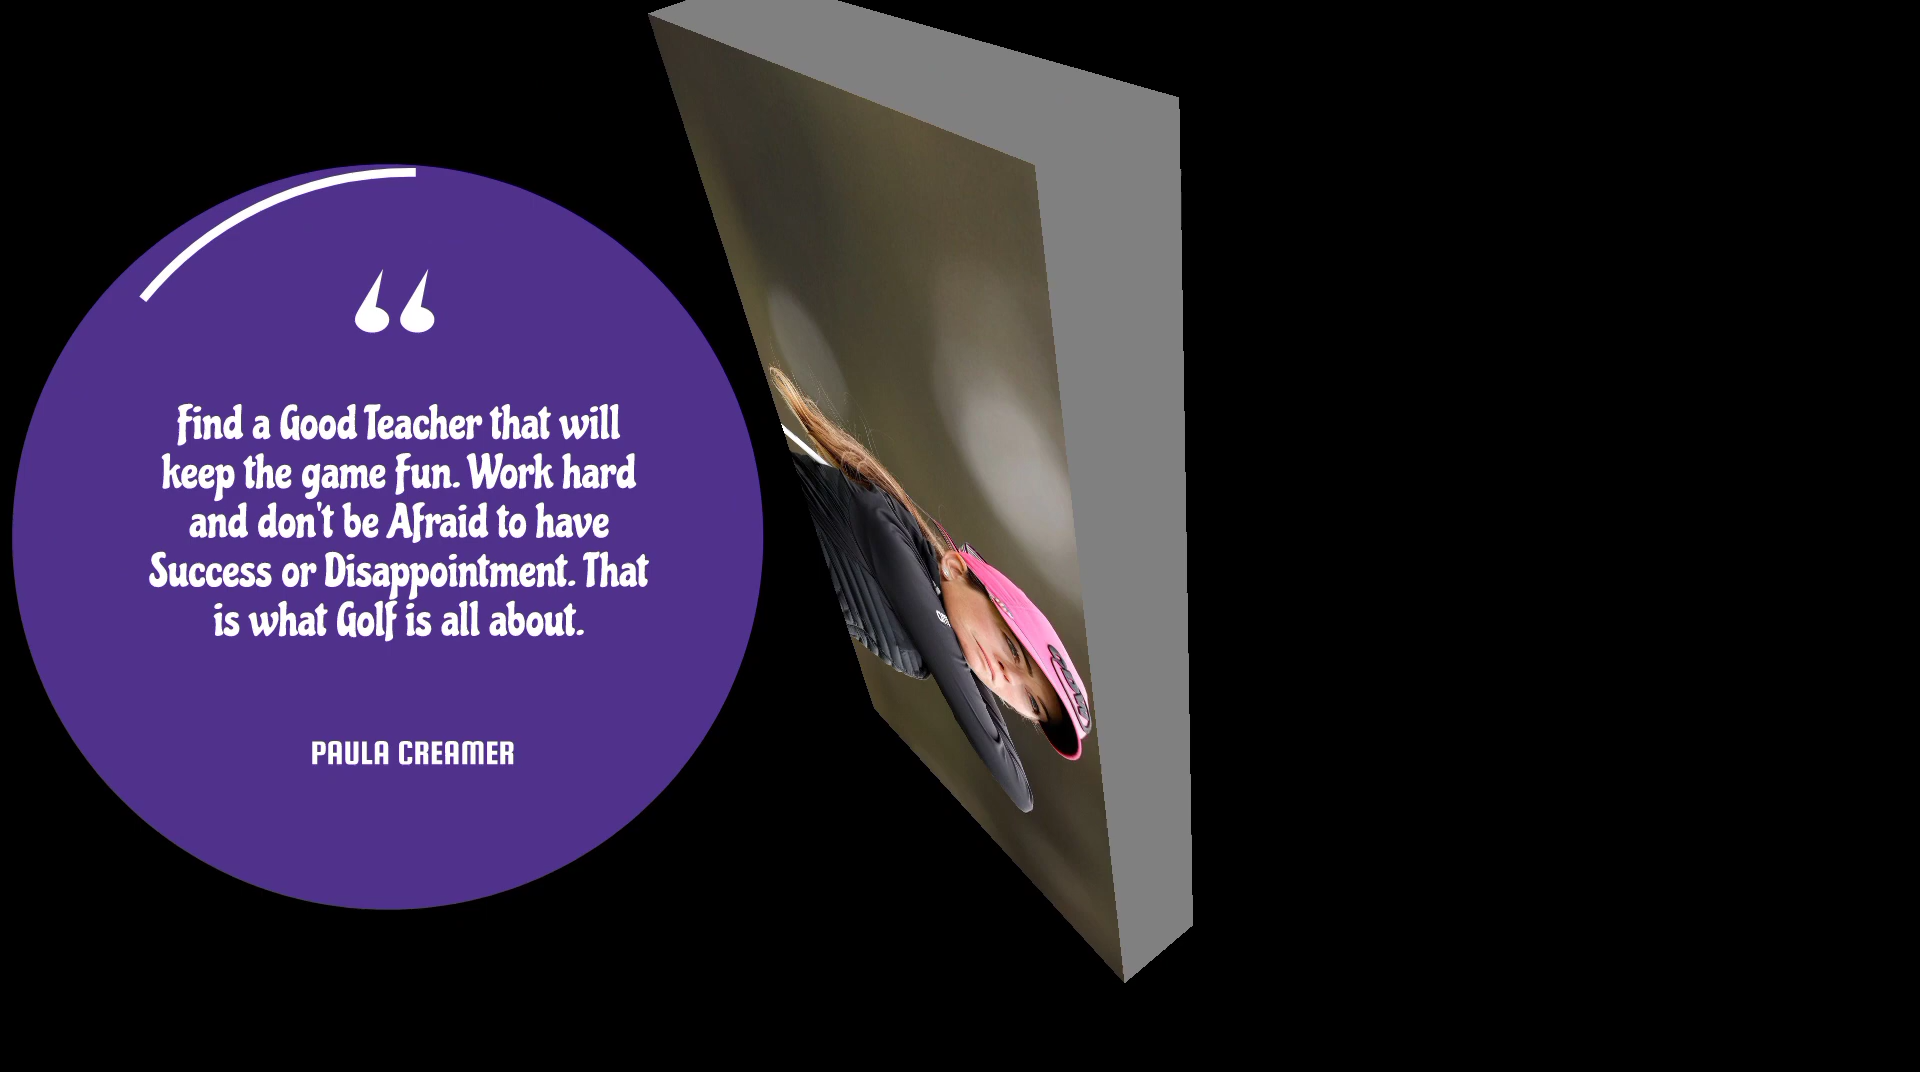 Find a Good Teacher that will
keep the game Fun. Work hard
and don't be Afraid to have
Success or Disappointment. That
is what Golf is all about.
PAULA CREAMER